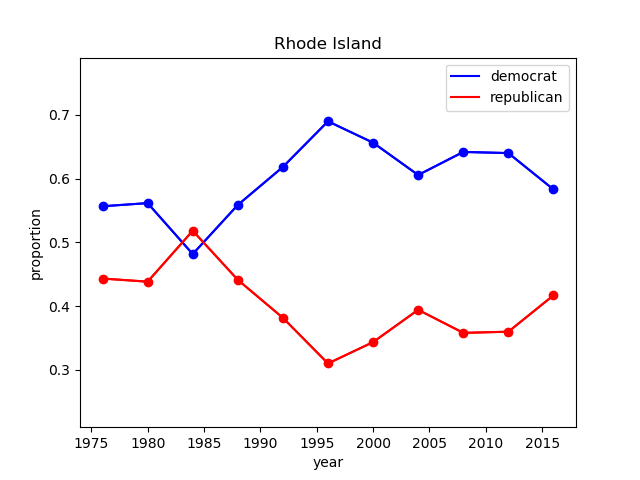 Rhode Island
democrat
republican
0.7
0.6
0.5
0.4
0.3
proportion
1975 1980 1985 1990 1995 2000 2005 2010 2015
year